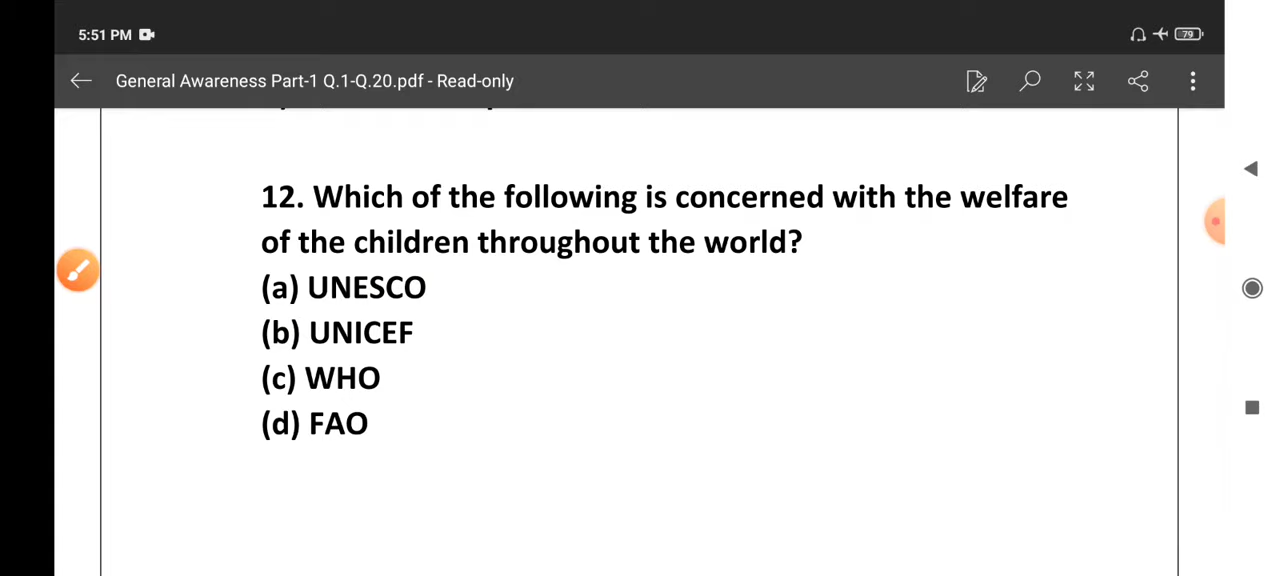 5:51 PM
79
General Awareness Part-1 Q.1-Q.20.pdf - Read-only
12. Which of the following is concerned with the welfare
of the children throughout the world?
(a) UNESCO
(b) UNICEF
(c) WHO
(d) FAO